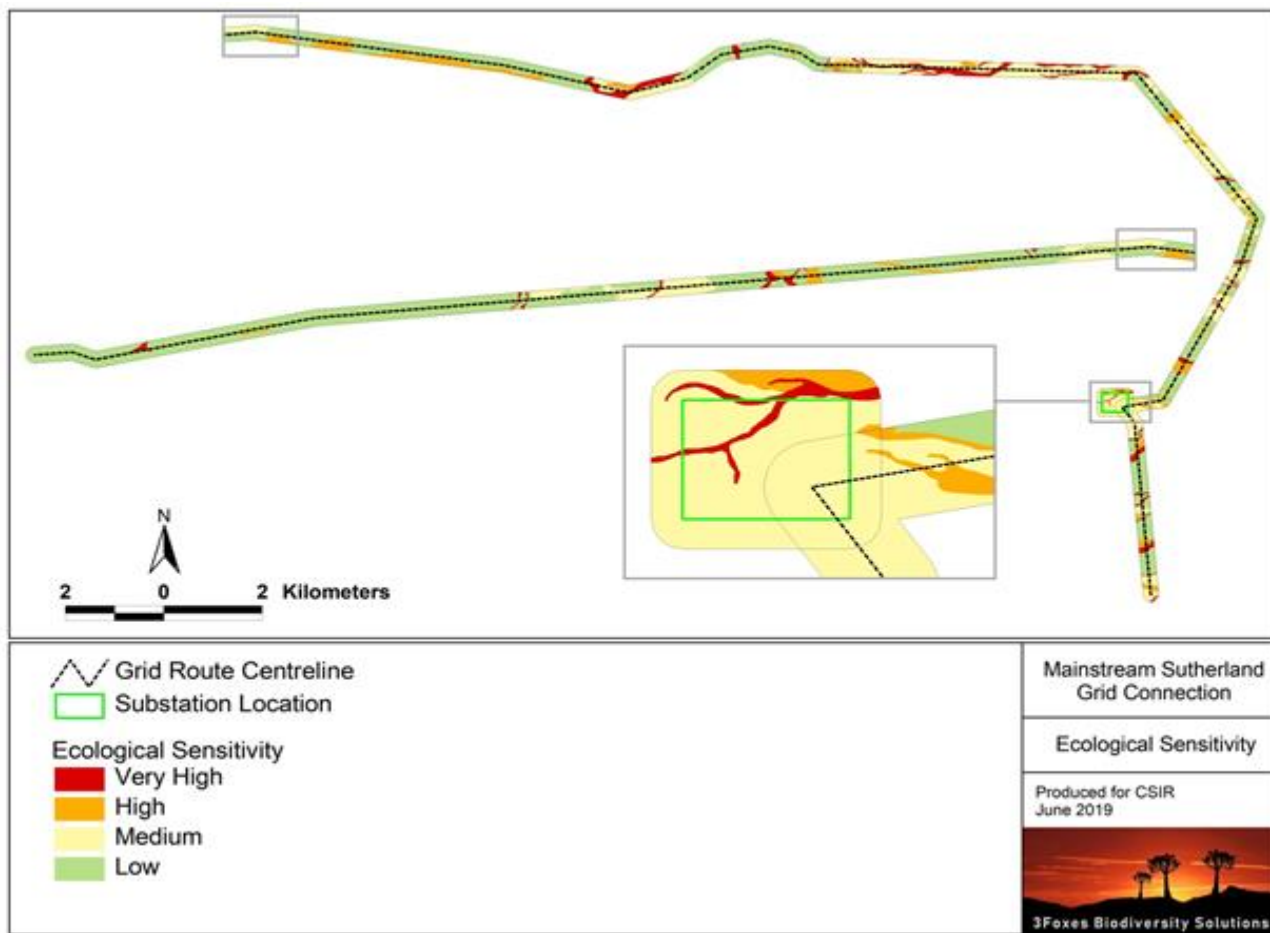 N
2 0 2 Kilometers
Grid Route Centreline
Substation Location
Ecological Sensitivity
Very High
High
Medium
Low
Mainstream Sutherland
Grid Connection
Ecological Sensitivity
Produced for CSIR
June 2019
3Foxes Biodiversity Solutions